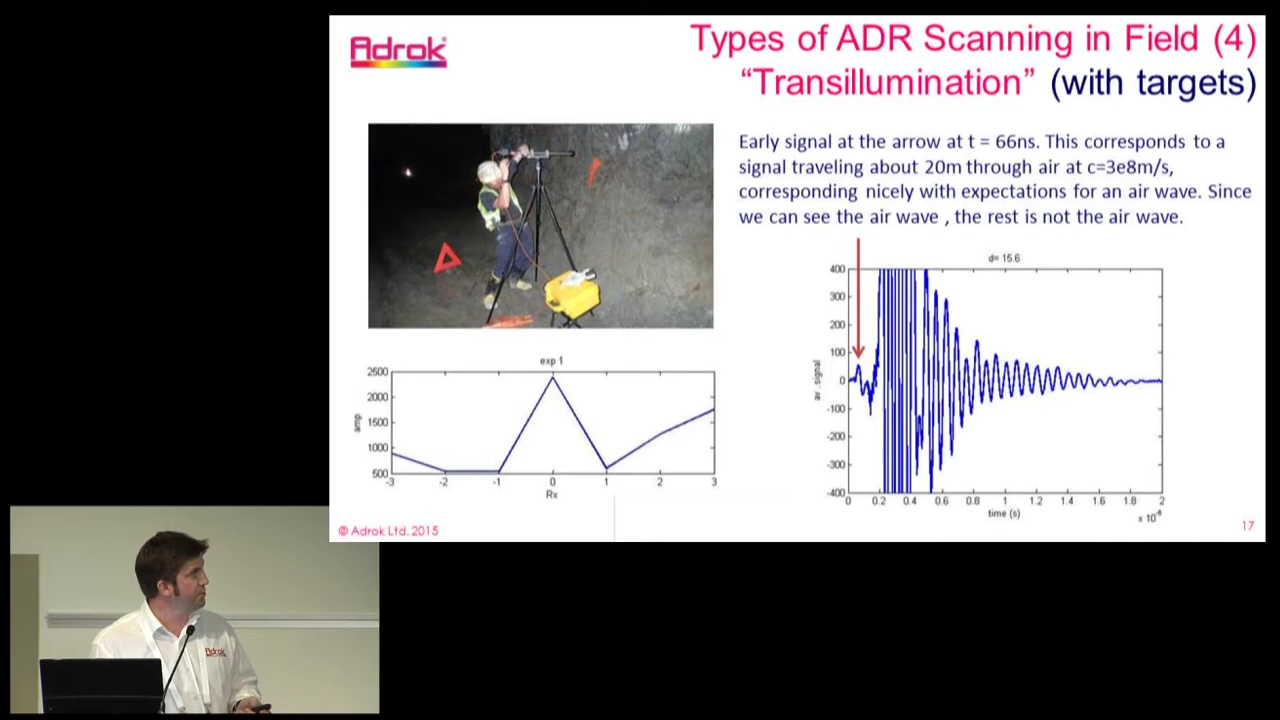 Adrok
Types of ADR Scanning in Field (4)
“Transillumination” (with targets)
Early signal at the arrow at t = 66ns. This corresponds to a
signal traveling about 20m through air at c=3e8m/s,
corresponding nicely with expectations for an air wave. Since
we can see the air wave , the rest is not the air wave.
exp 1
2500
2000
1500
1000
500
amp
-3 -2 -1 0 1 2 3
Rx
d= 15.6
400
300
200
100
0
-100
-200
-300
-400
av .signal
0 0.2 0.4 0.6 0.8 1 1.2 1.4 1.6 1.8 2
time (s)
x 10⁻⁶
© Adrok Ltd. 2015
17
Adrok